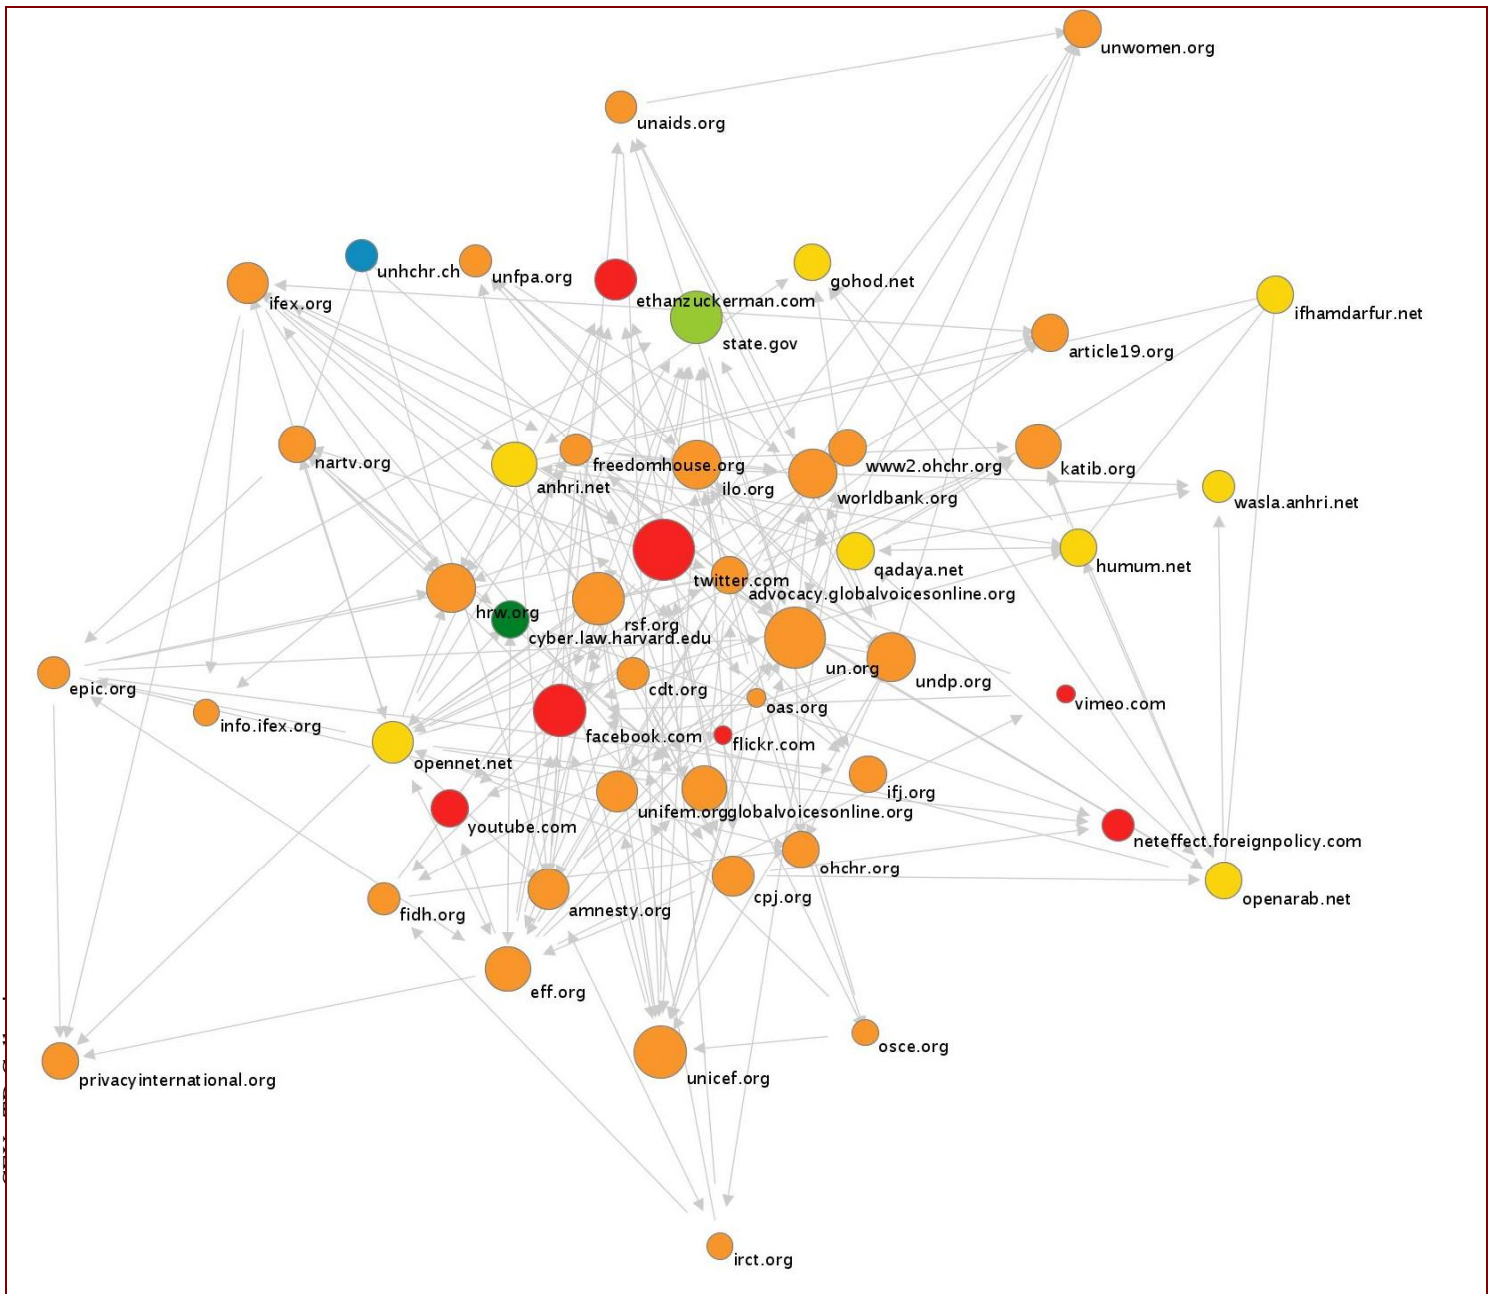 unwomen.org
unaids.org
unhchr.ch
unfpa.org
gohod.net
ifex.org
ethanzuckerman.com
ifhamdarfur.net
state.gov
article19.org
nartv.org
freedomhouse.org
www2.ohchr.org
katib.org
anhri.net
ilo.org
worldbank.org
wasla.anhri.net
humum.net
qadaya.net
twitter.com
advocacy.globalvoicesonline.org
hrw.org
rsf.org
cyber.law.harvard.edu
un.org
undp.org
epic.org
cdt.org
vimeo.com
oas.org
info.ifex.org
facebook.com
flickr.com
opennet.net
ifj.org
unifem.org
globalvoicesonline.org
youtube.com
neteffect.foreignpolicy.com
ohchr.org
cpj.org
openarab.net
amnesty.org
fidh.org
eff.org
osce.org
privacyinternational.org
unicef.org
irct.org